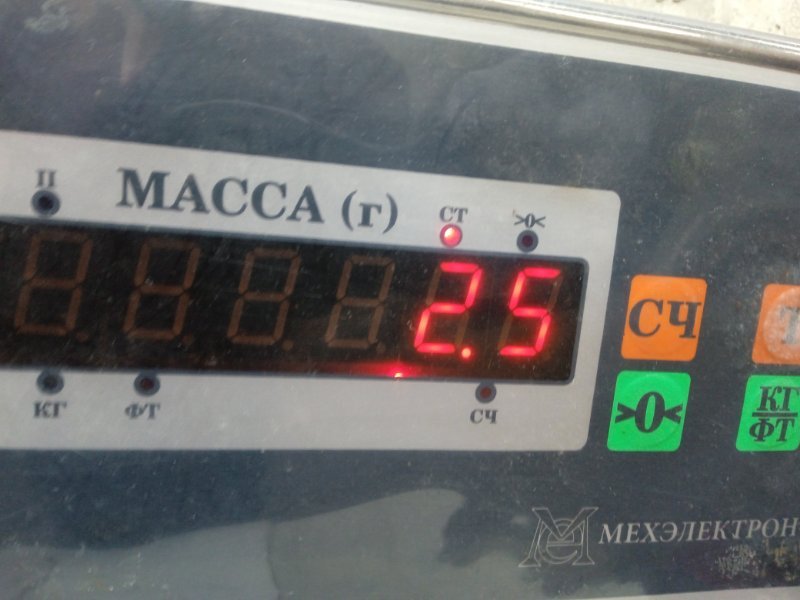 П
МАССА (г)
СТ
>0<
2.5
КГ
ФТ
СЧ
СЧ
Т
>0<
КГ
ФТ
МЕХЭЛЕКТРОН